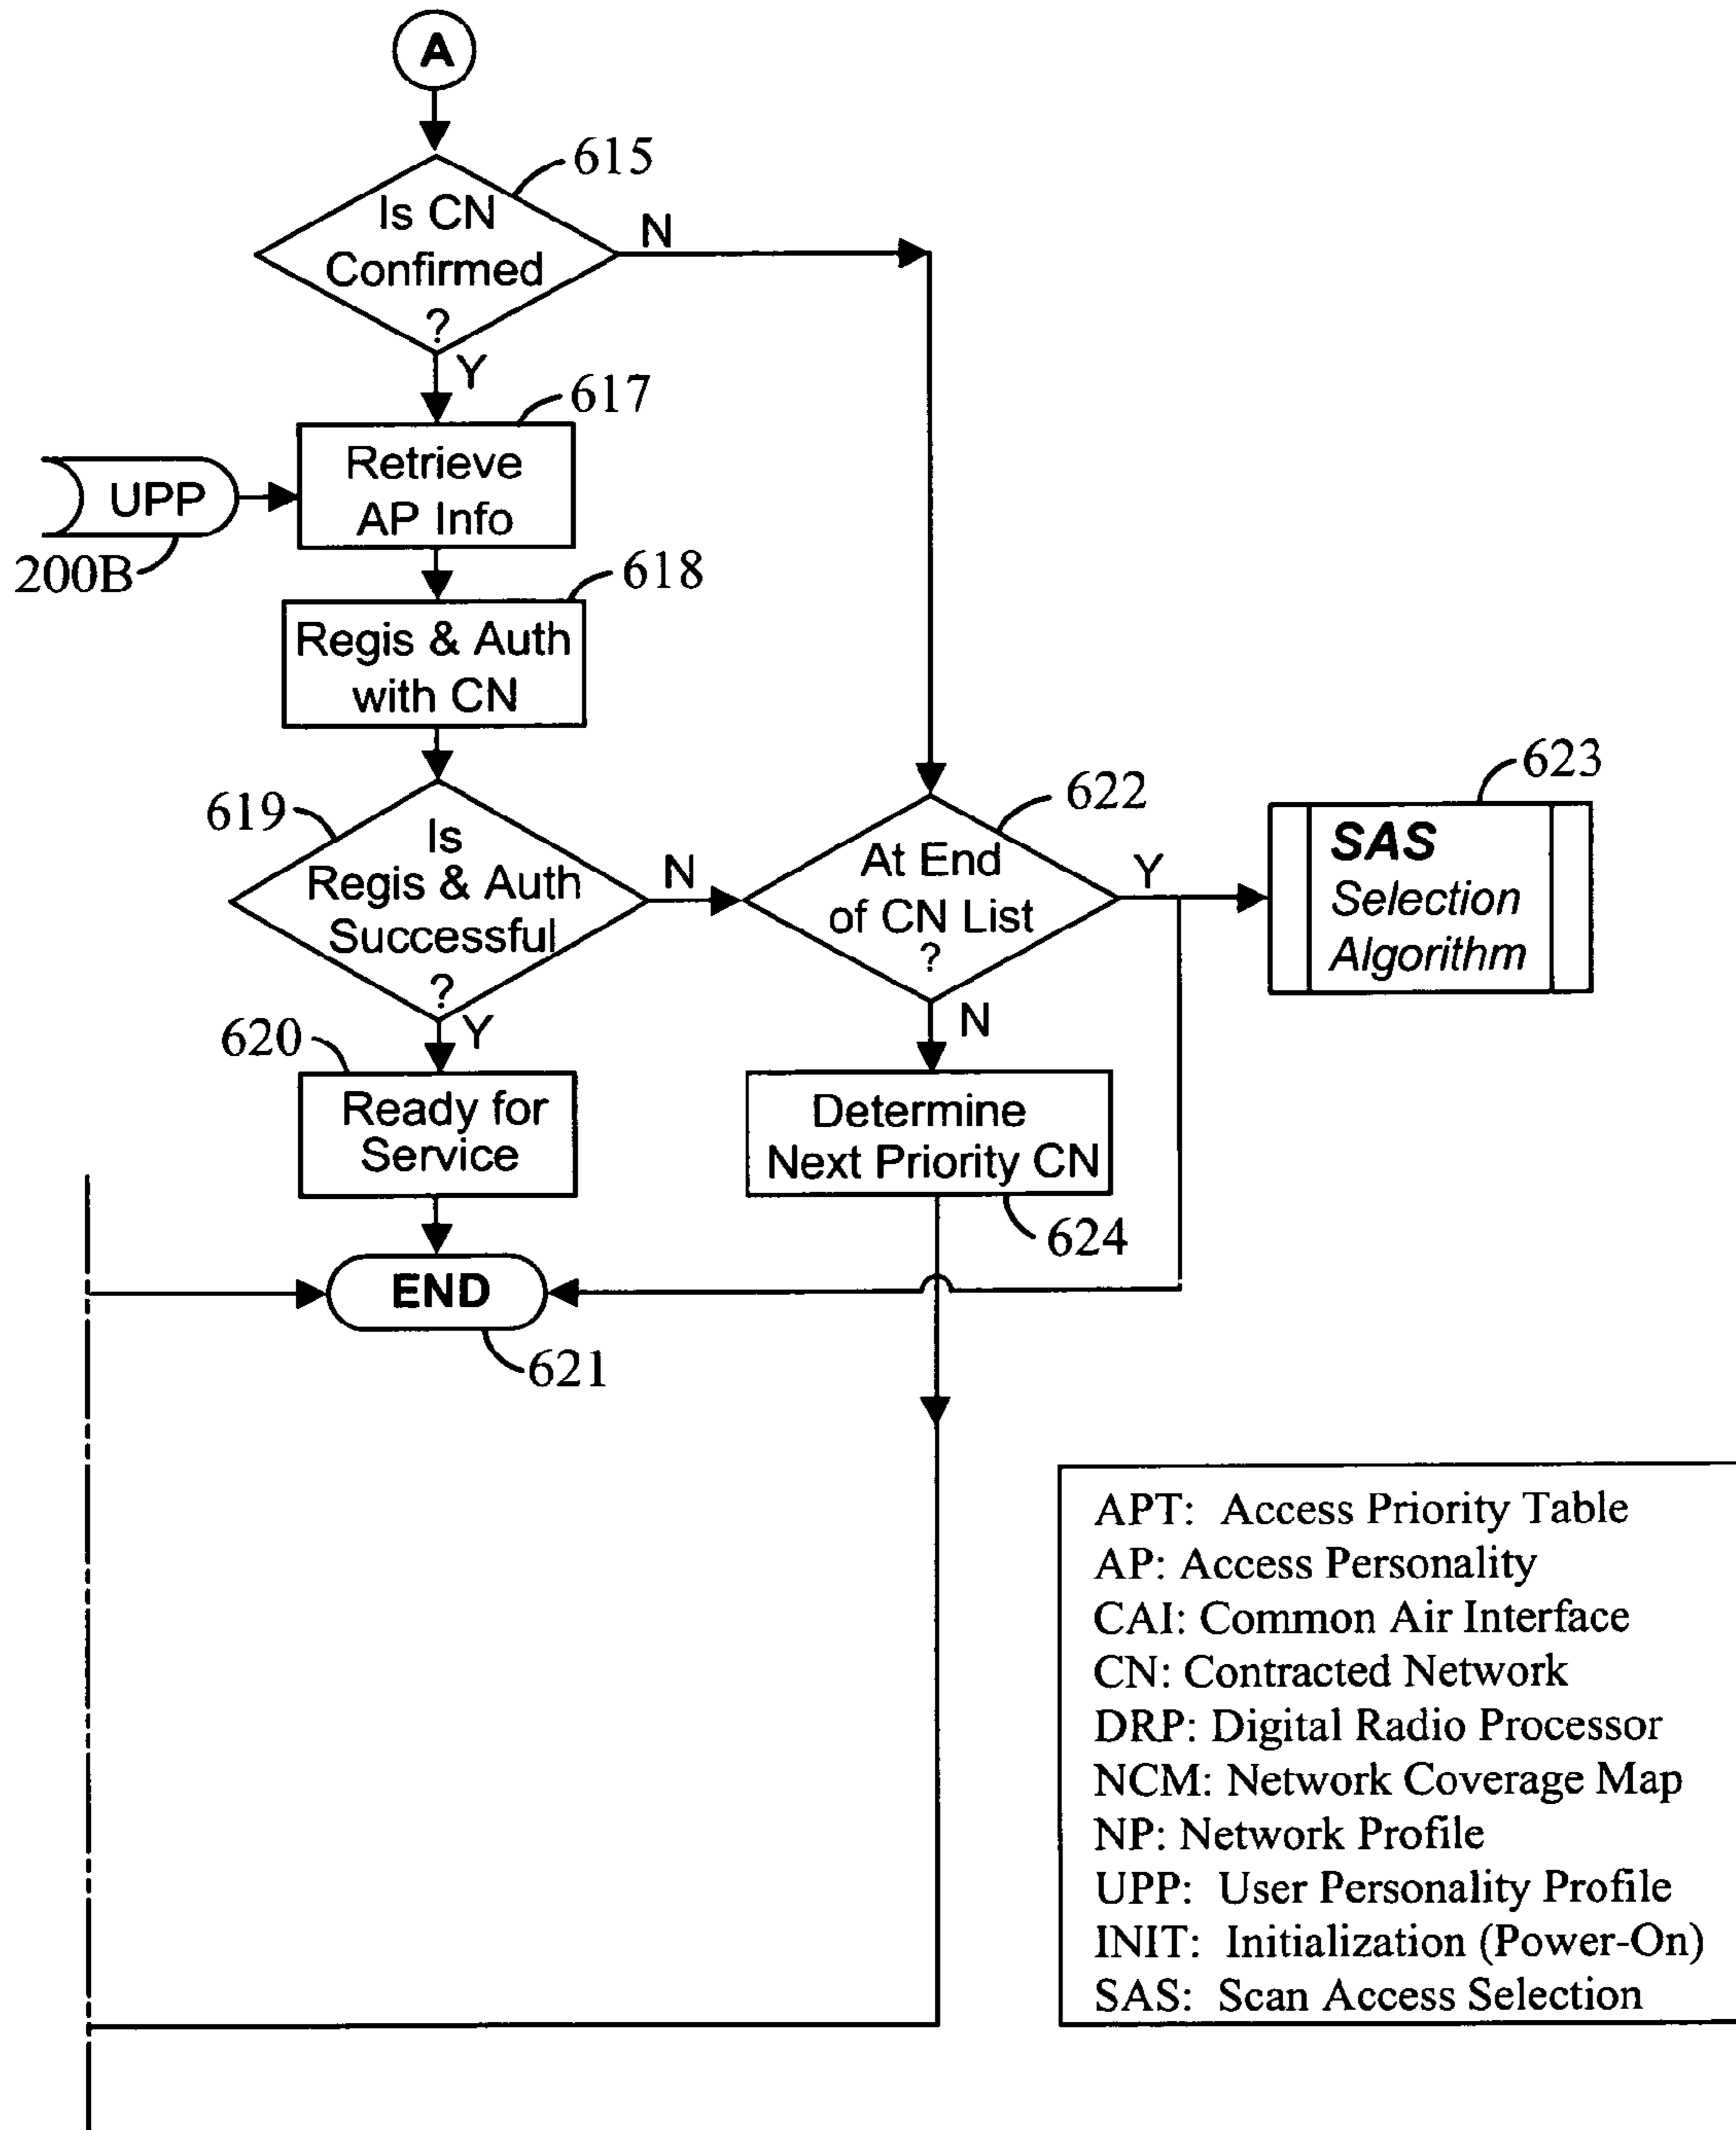 A
615
Is CN
Confirmed
?
N
Y
617
Retrieve
AP Info
UPP
200B
618
Regis & Auth
with CN
619
Is
Regis & Auth
Successful
?
N
Y
622
At End
of CN List
?
Y
N
623
SAS
Selection
Algorithm
620
Ready for
Service
Determine
Next Priority CN
624
END
621
APT: Access Priority Table
AP: Access Personality
CAI: Common Air Interface
CN: Contracted Network
DRP: Digital Radio Processor
NCM: Network Coverage Map
NP: Network Profile
UPP: User Personality Profile
INIT: Initialization (Power-On)
SAS: Scan Access Selection